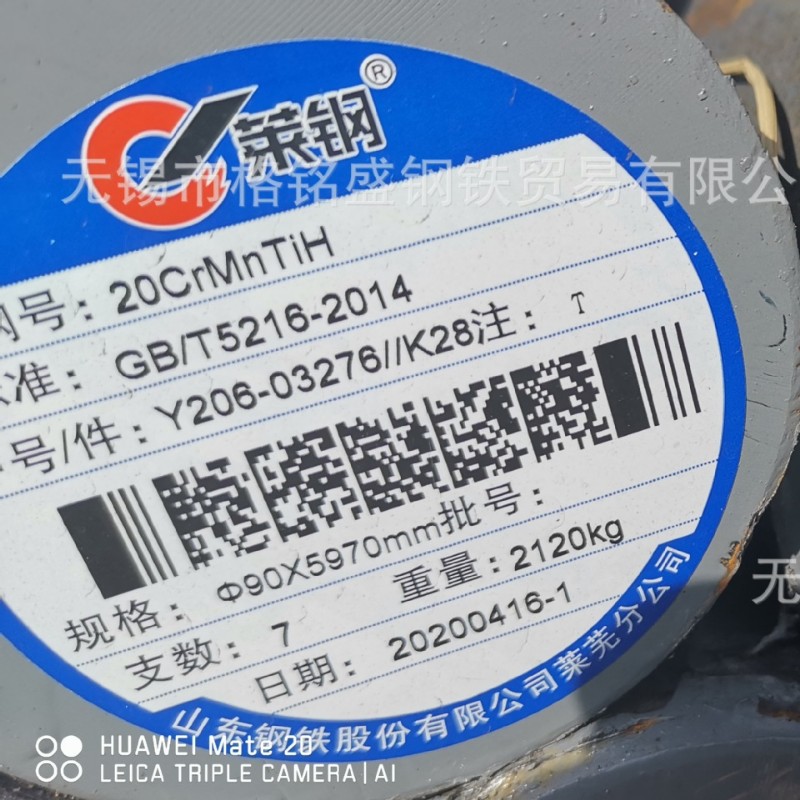 莱钢®
无锡市格铭盛钢铁贸易有限公
号: 20CrMnTiH
准: GB/T5216-2014
号/件: Y206-03276//K28注: T
规格: Φ90X5970mm批号:
支数: 7 重量: 2120kg
日期: 20200416-1
山东钢铁股份有限公司莱芜分公司
无
HUAWEI Mate 20
LEICA TRIPLE CAMERA | AI